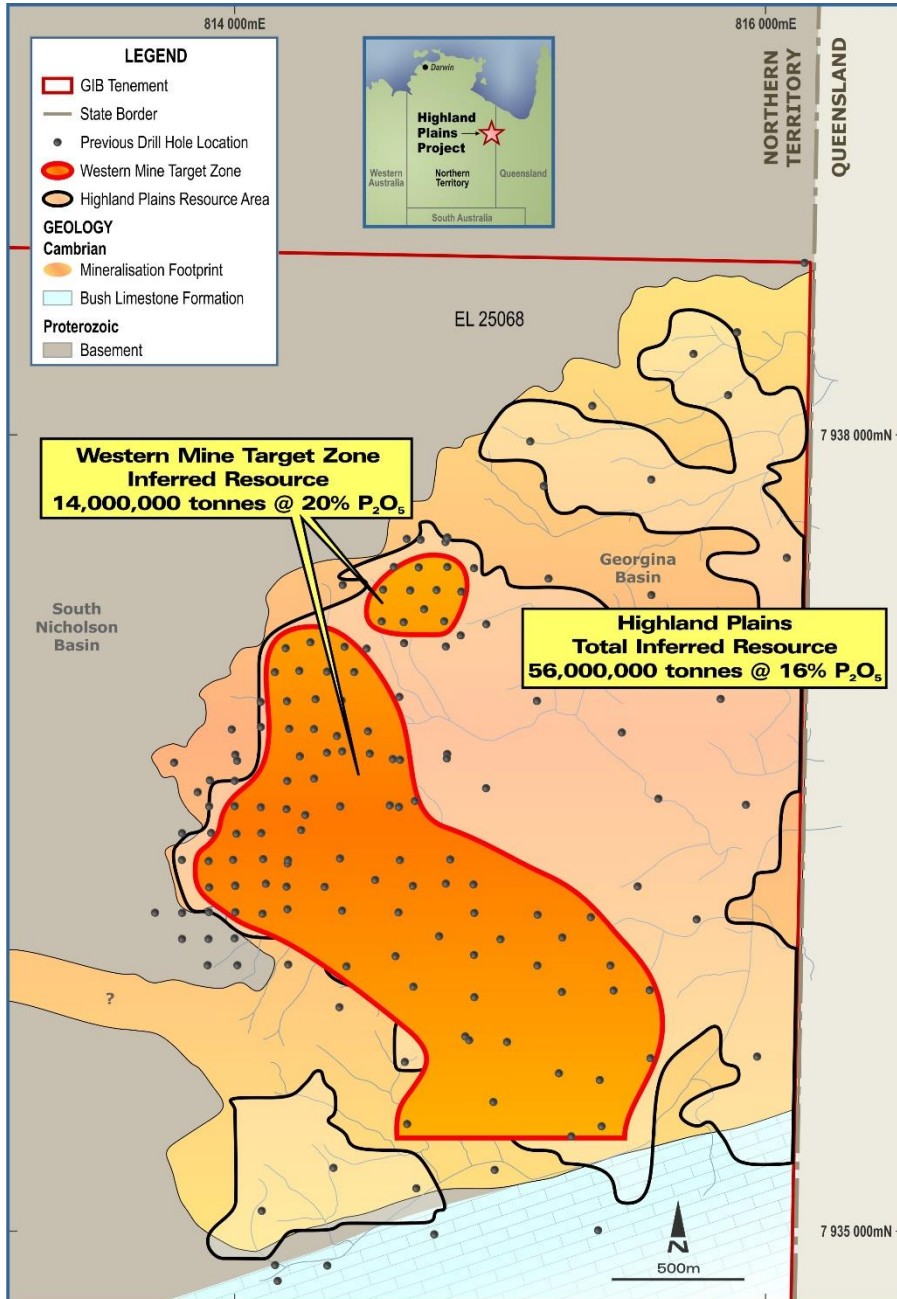 814 000mE
816 000mE
LEGEND
GIB Tenement
State Border
Previous Drill Hole Location
Western Mine Target Zone
Highland Plains Resource Area
GEOLOGY
Cambrian
Mineralisation Footprint
Bush Limestone Formation
Proterozoic
Basement
Darwin
Highland
Plains
Project
Western
Australia
Northern
Territory
Queensland
South Australia
NORTHERN
TERRITORY
QUEENSLAND
EL 25068
7 938 000mN
Western Mine Target Zone
Inferred Resource
14,000,000 tonnes @ 20% P₂O₅
Georgina
Basin
South
Nicholson
Basin
Highland Plains
Total Inferred Resource
56,000,000 tonnes @ 16% P₂O₅
?
7 935 000mN
N
500m